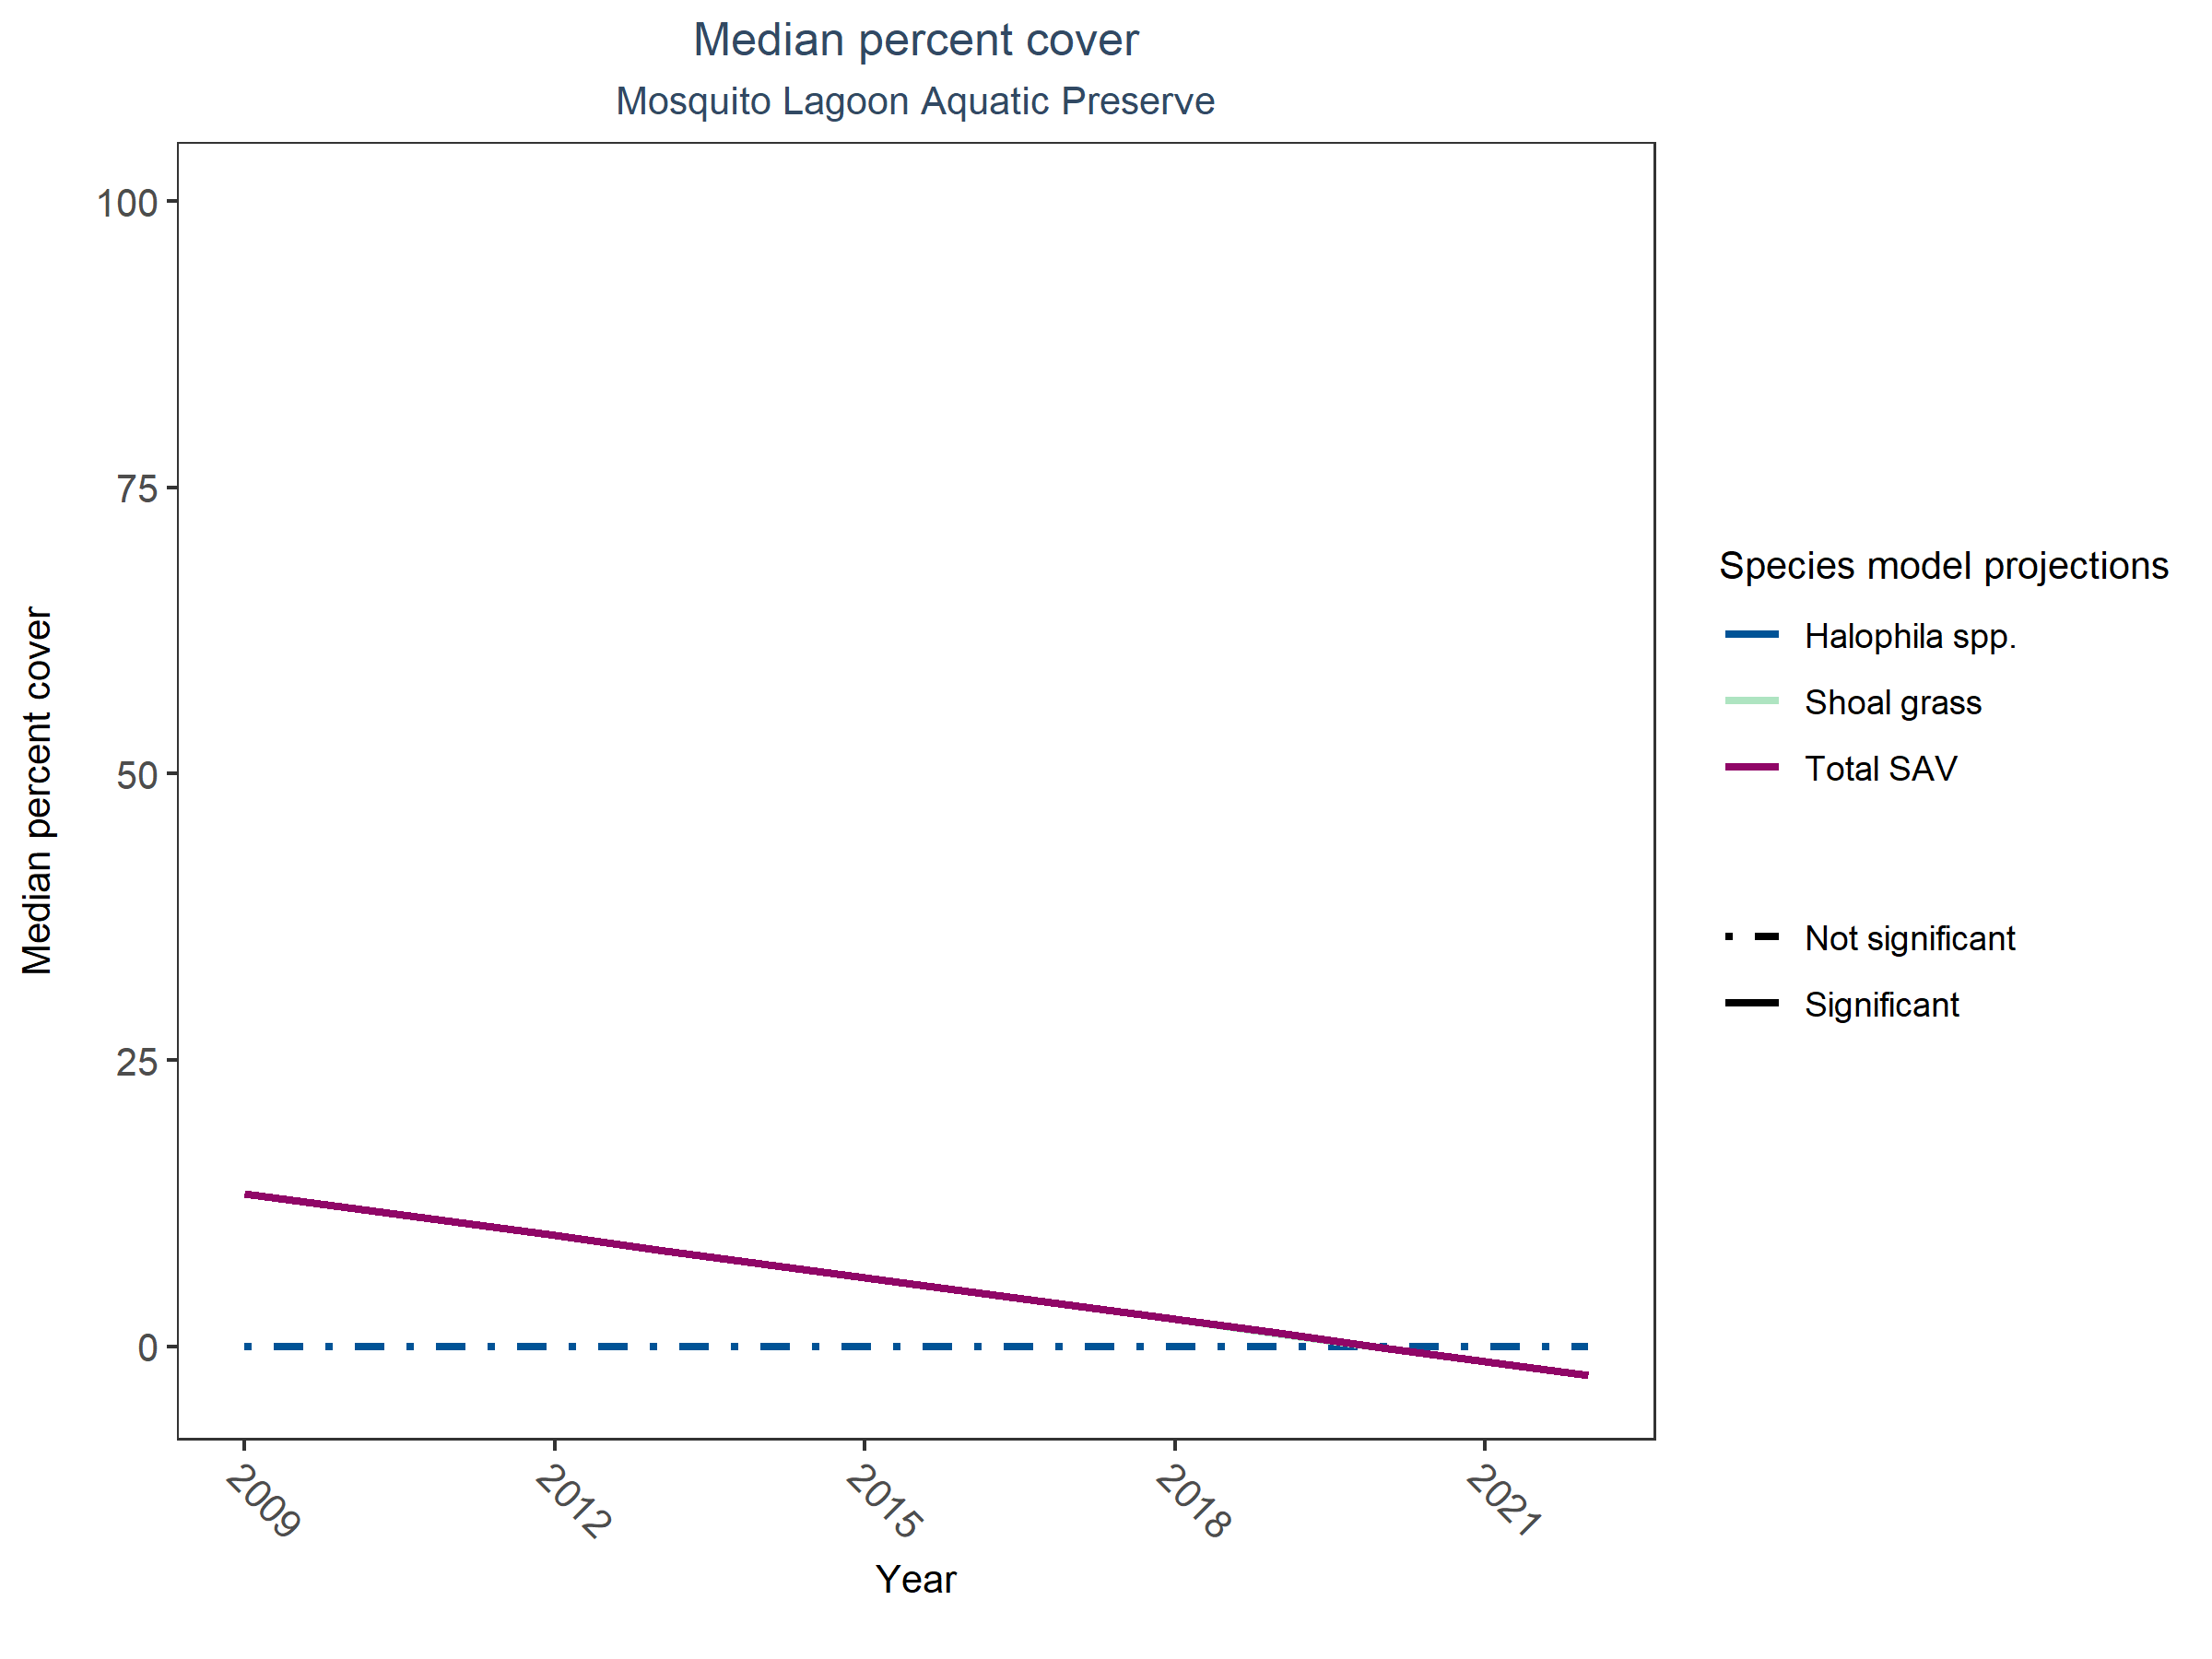 Median percent cover
Mosquito Lagoon Aquatic Preserve
Median percent cover
100
75
50
25
0
2009
2012
2015
2018
2021
Year
Species model projections
Halophila spp.
Shoal grass
Total SAV
Not significant
Significant